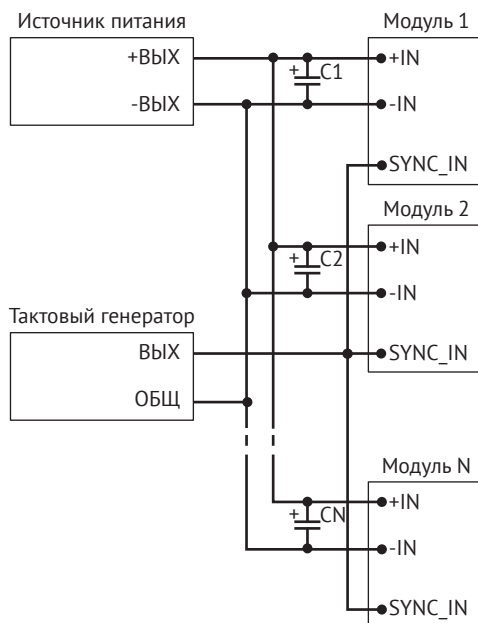 Источник питания
+ВЫХ
-ВЫХ
+ C1
Модуль 1
+IN
-IN
SYNC_IN
Модуль 2
+ C2
+IN
-IN
SYNC_IN
Тактовый генератор
ВЫХ
ОБЩ
Модуль N
+ CN
+IN
-IN
SYNC_IN